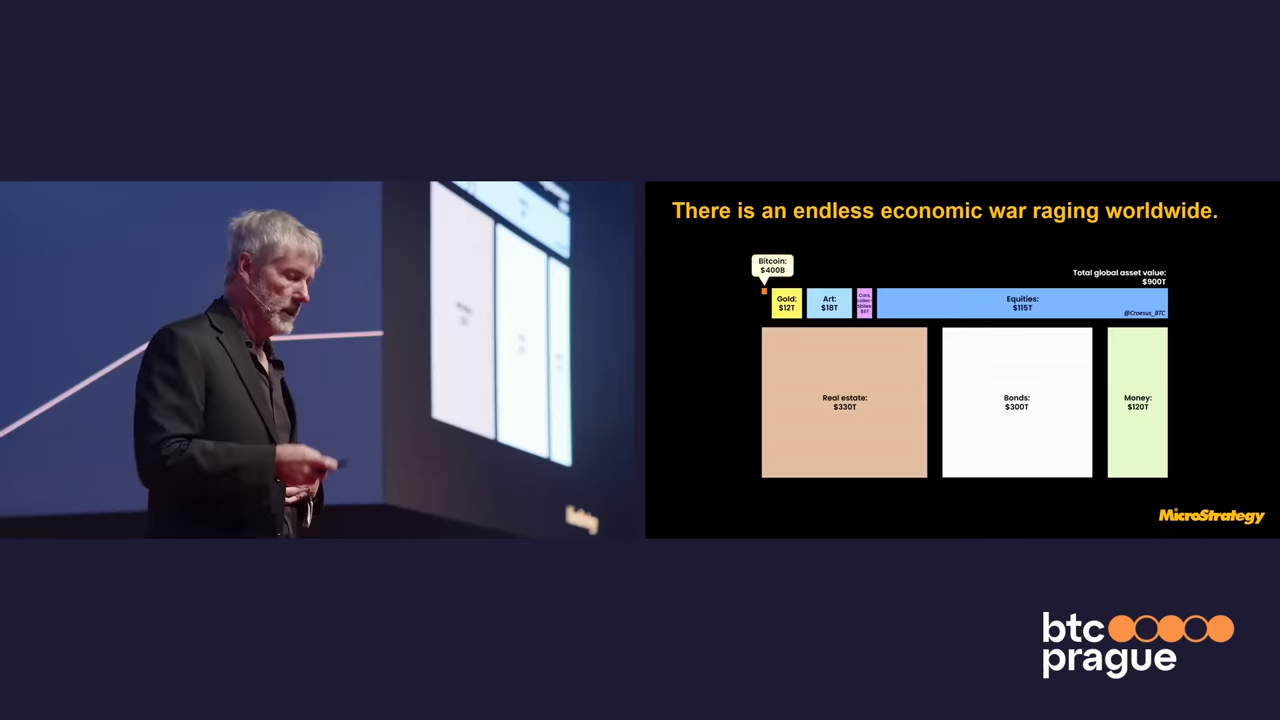 There is an endless economic war raging worldwide.
Bitcoin:
$400B
Total global asset value:
$900T
Gold:
$12T
Art:
$18T
$6T
Equities:
$115T
@Croesus_BTC
Real estate:
$330T
Bonds:
$300T
Money:
$120T
MicroStrategy
btc
prague